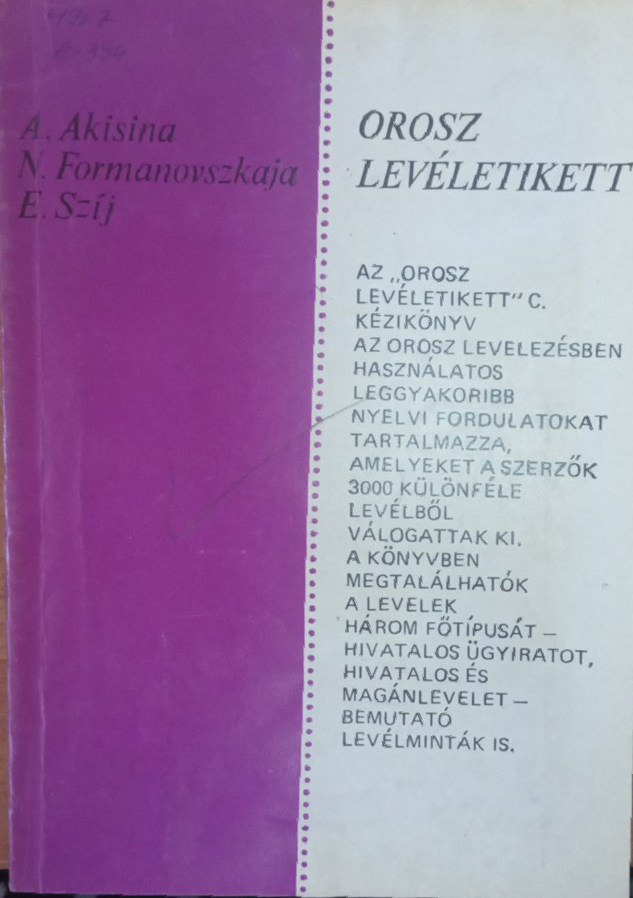 A. Akisina
N. Formanovszkaja
E. Szíj
OROSZ
LEVÉLETIKETT
AZ „OROSZ
LEVÉLETIKETT” C.
KÉZIKÖNYV
AZ OROSZ LEVELEZÉSBEN
HASZNÁLATOS
LEGGYAKORIBB
NYELVI FORDULATOKAT
TARTALMAZZA,
AMELYEKET A SZERZŐK
3000 KÜLÖNFÉLE
LEVÉLBŐL
VÁLOGATTAK KI.
A KÖNYVBEN
MEGTALÁLHATÓK
A LEVELEK
HÁROM FŐTÍPUSÁT –
HIVATALOS ÜGYIRATOT,
HIVATALOS ÉS
MAGÁNLEVELET –
BEMUTATÓ
LEVÉLMINTÁK IS.